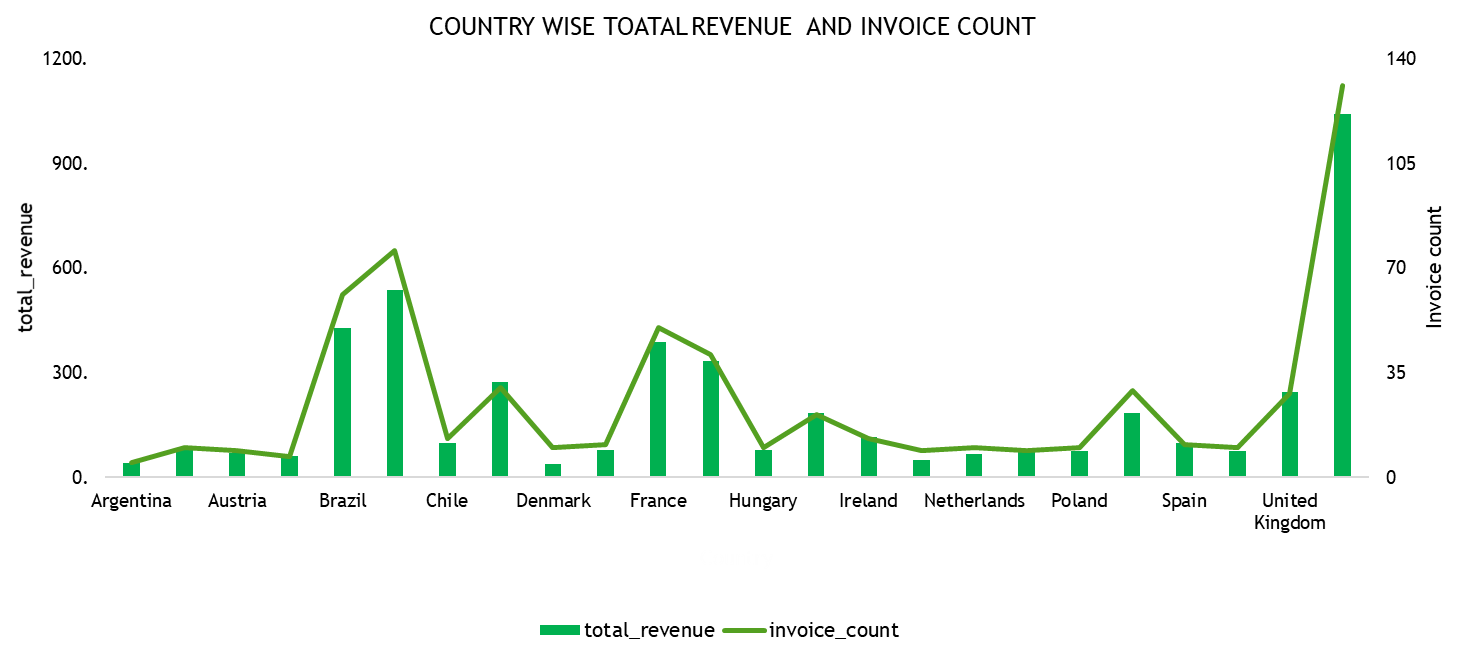 COUNTRY WISE TOATAL REVENUE AND INVOICE COUNT
1200.
900.
600.
300.
0.
total_revenue
140
105
70
35
0
Invoice count
Argentina Austria Brazil Chile Denmark France Hungary Ireland Netherlands Poland Spain United Kingdom
total_revenue invoice_count